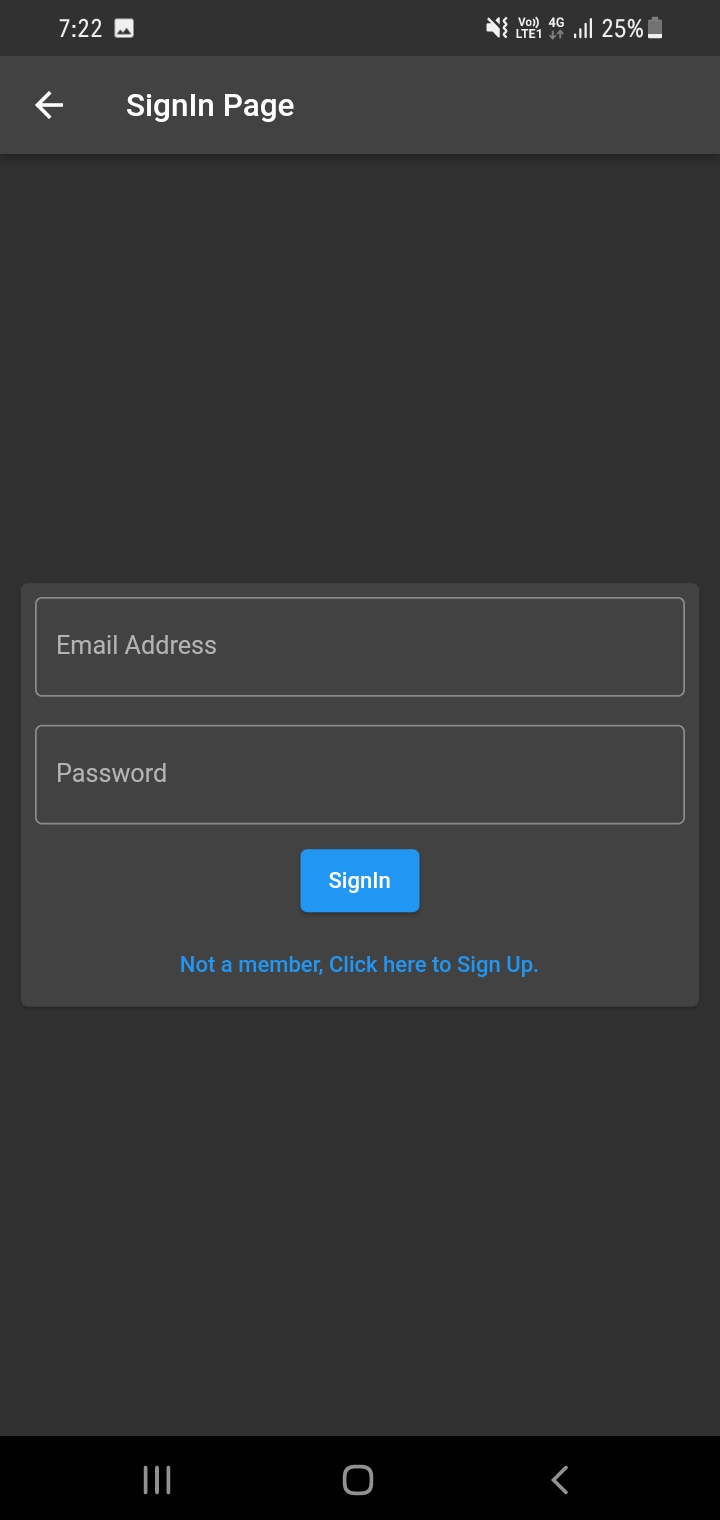 7:22 Vo)) LTE1 4G 25%
SignIn Page
Email Address
Password
SignIn
Not a member, Click here to Sign Up.